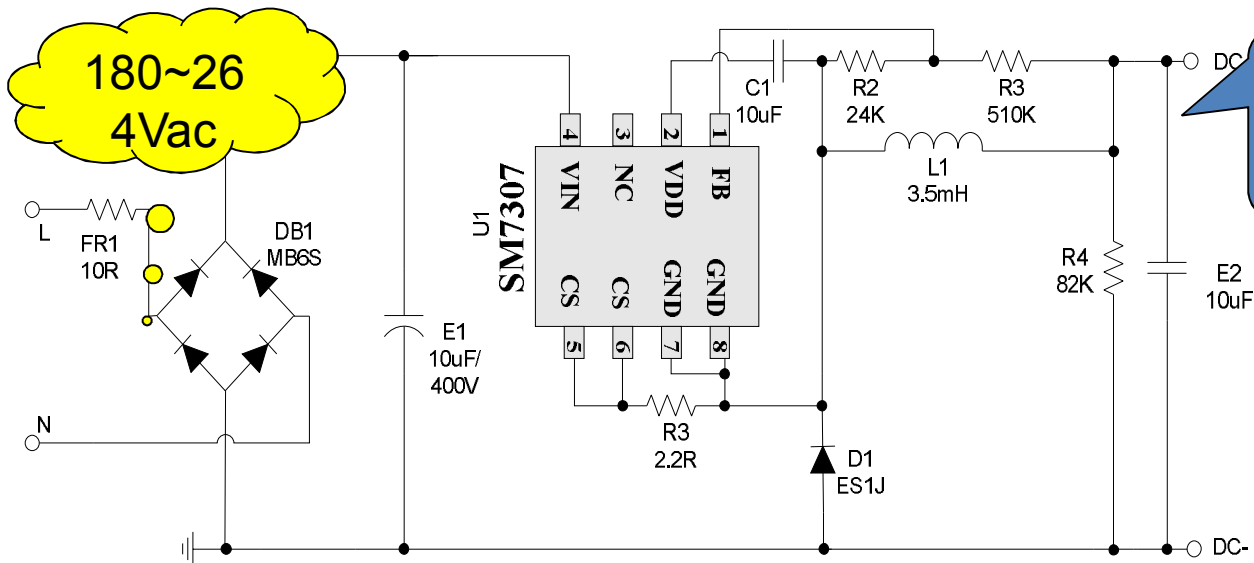 180~26
4Vac
L
FR1
10R
DB1
MB6S
N
E1
10uF/
400V
U1
SM7307
4
3
2
1
VIN
NC
VDD
FB
CS
CS
GND
GND
5
6
7
8
C1
10uF
R2
24K
R3
510K
L1
3.5mH
R3
2.2R
D1
ES1J
R4
82K
E2
10uF
DC
DC-